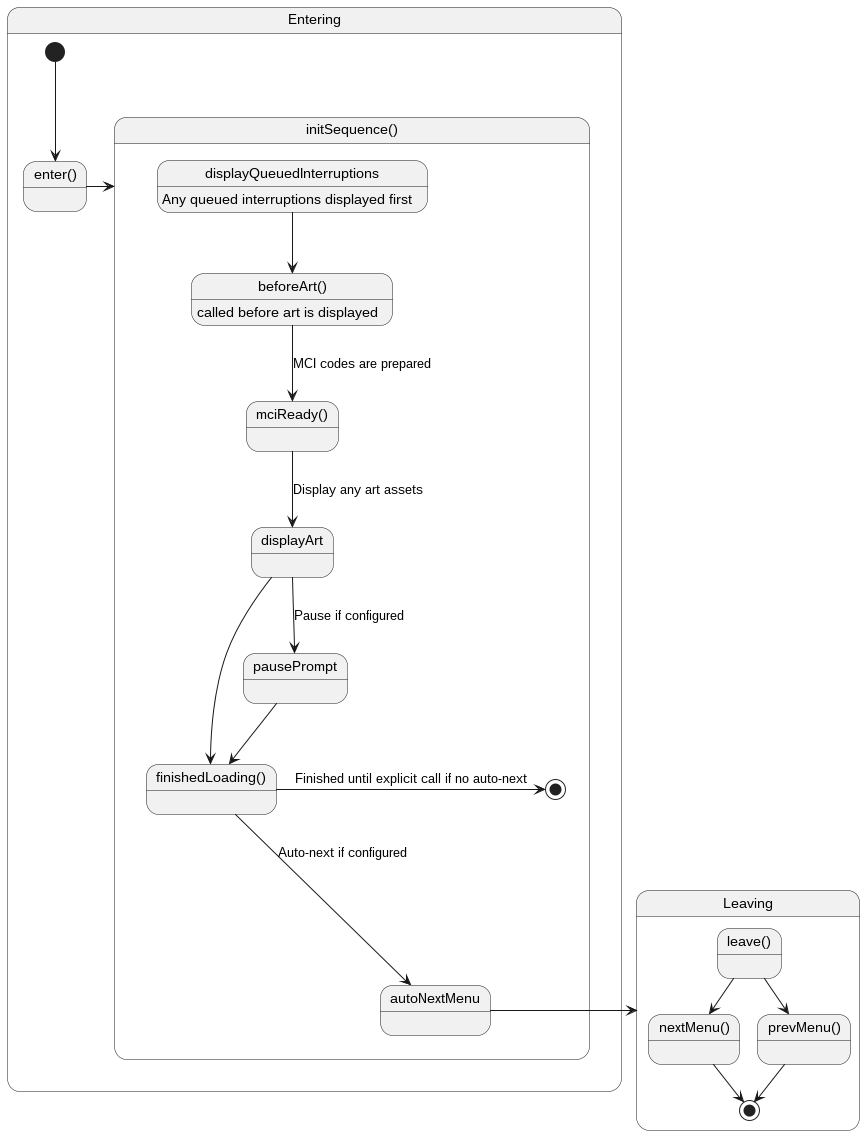 Entering
enter()
initSequence()
displayQueuedInterruptions
Any queued interruptions displayed first
beforeArt()
called before art is displayed
MCI codes are prepared
mciReady()
Display any art assets
displayArt
Pause if configured
pausePrompt
finishedLoading()
Finished until explicit call if no auto-next
Auto-next if configured
autoNextMenu
Leaving
leave()
nextMenu()
prevMenu()